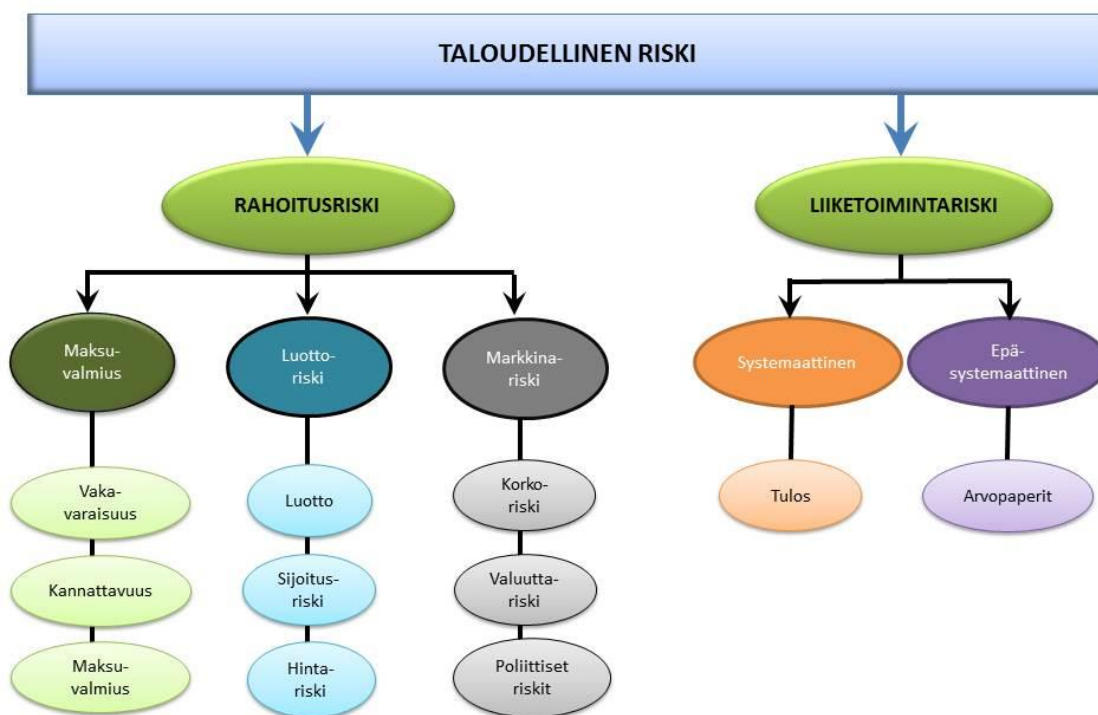 TALOUDELLINEN RISKI
RAHOITUSRISKI
LIIKETOIMINTARISKI
Maksu-
valmius
Luotto-
riski
Markkina-
riski
Systemaattinen
Epä-
systemaattinen
Vaka-
varaisuus
Luotto
Korko-
riski
Tulos
Arvopaperit
Kannattavuus
Sijoitus-
riski
Valuutta-
riski
Maksu-
valmius
Hinta-
riski
Poliittiset
riskit